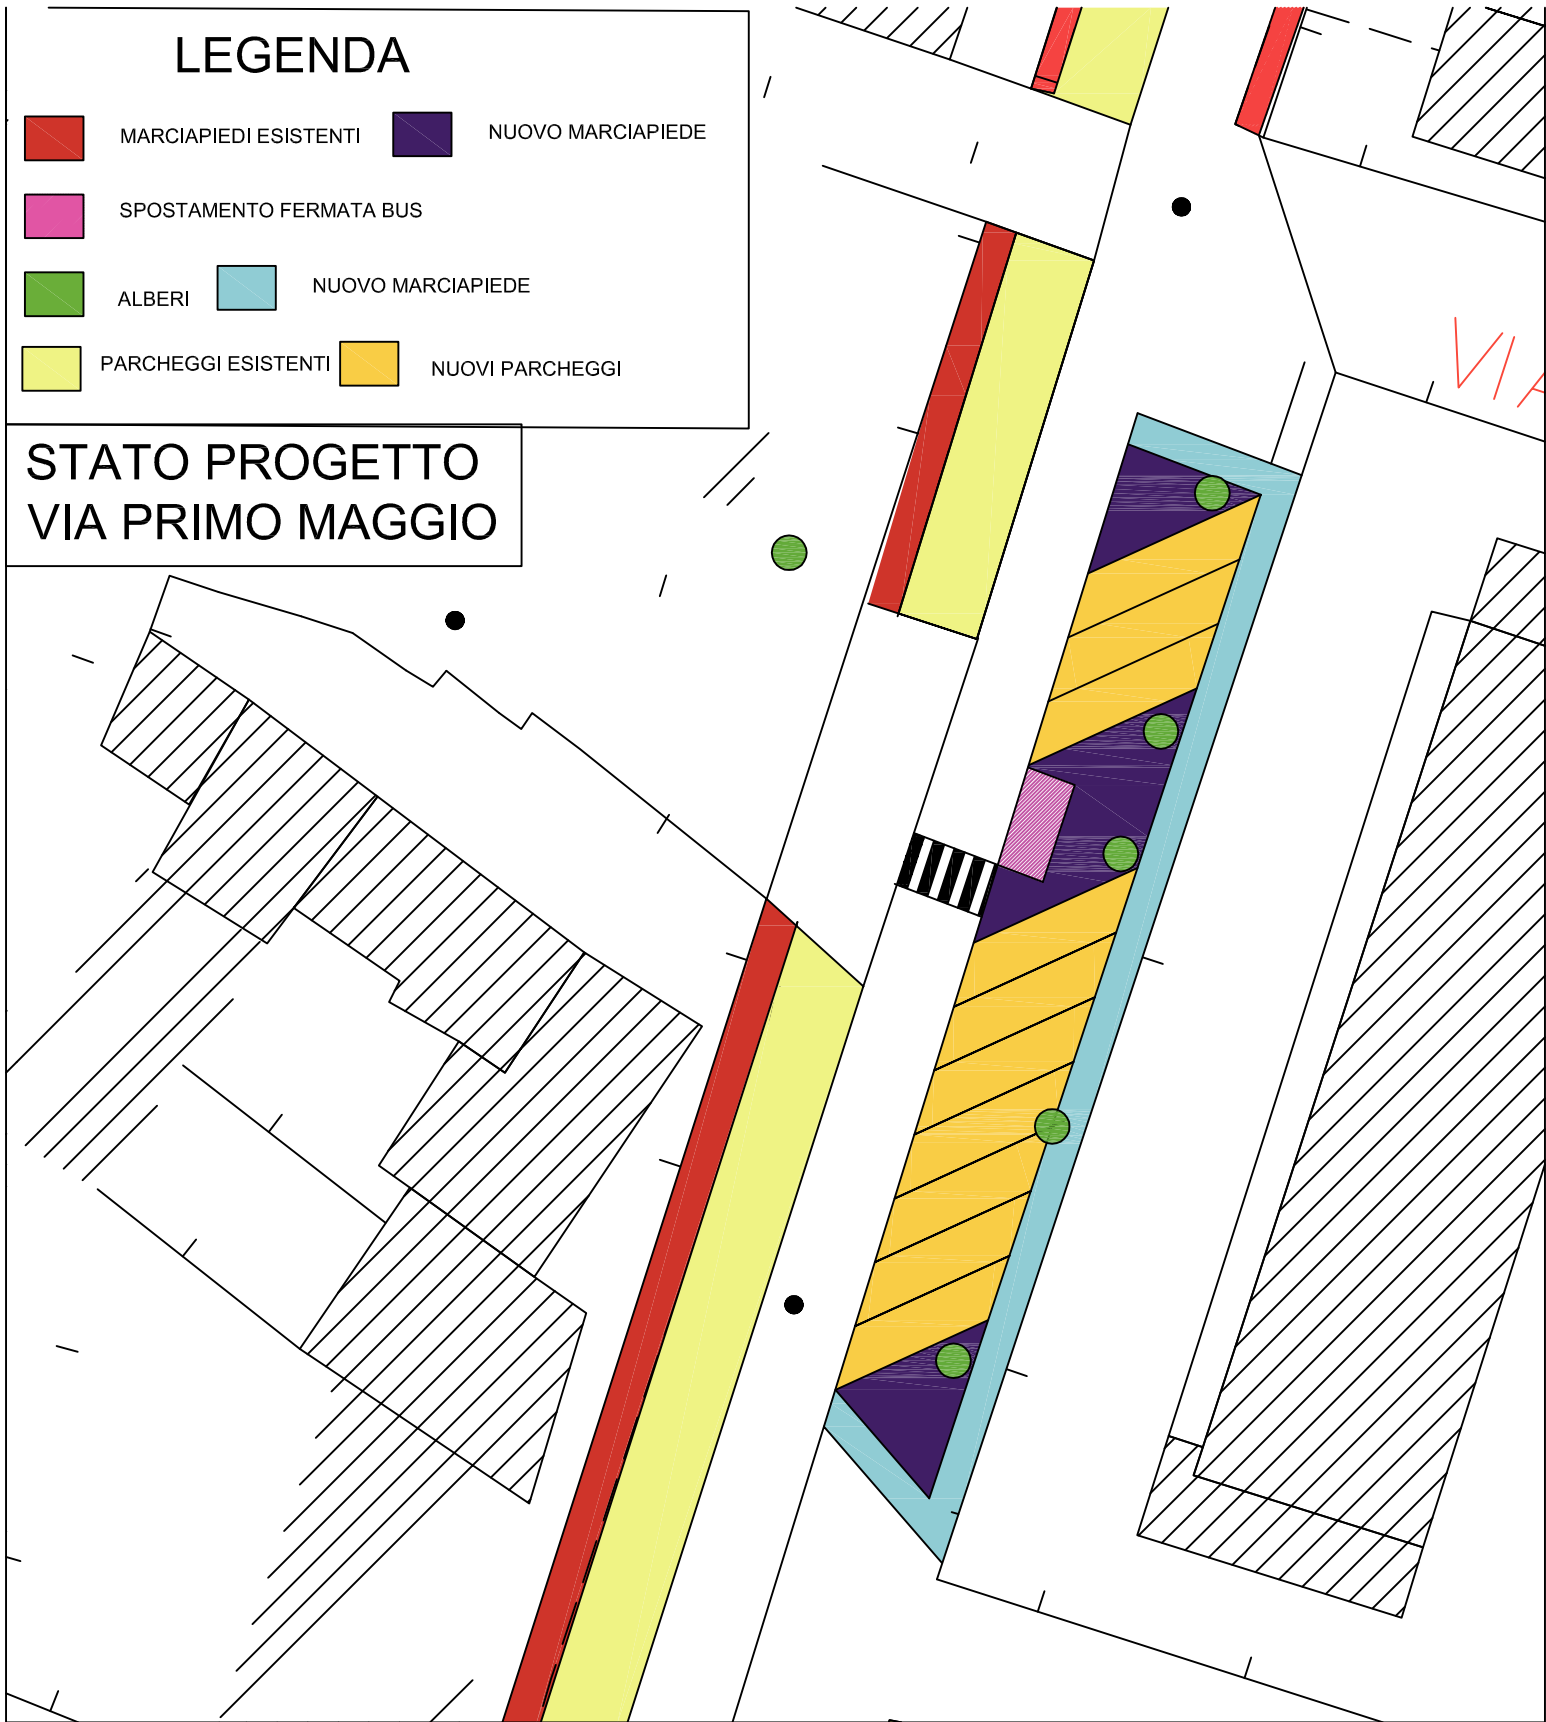 LEGENDA
MARCIAPIEDI ESISTENTI
NUOVO MARCIAPIEDE
SPOSTAMENTO FERMATA BUS
ALBERI
NUOVO MARCIAPIEDE
PARCHEGGI ESISTENTI
NUOVI PARCHEGGI
STATO PROGETTO
VIA PRIMO MAGGIO
VIA